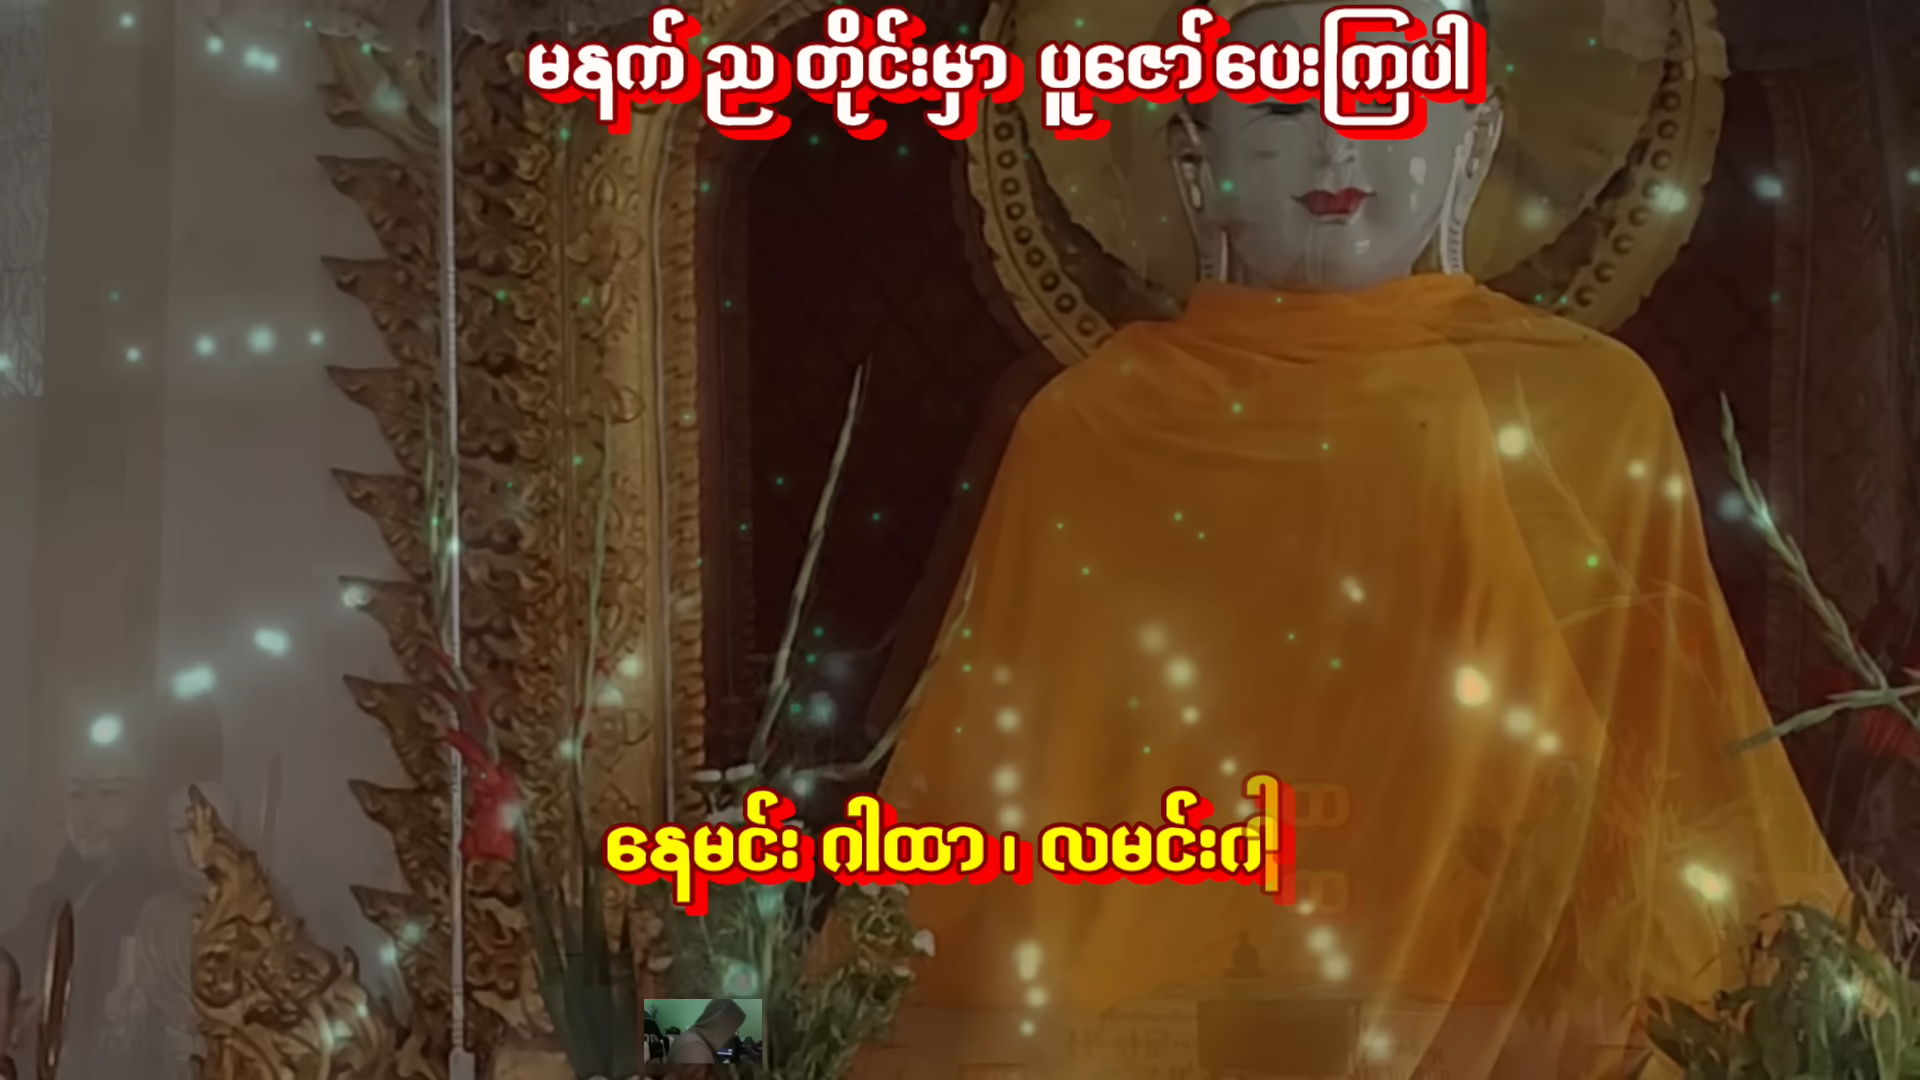 မနက် ည တိုင်းမှာ ပူဇော် ပေးကြပါ
နေမင်း ဂါထာ ၊ လမင်းဂါ